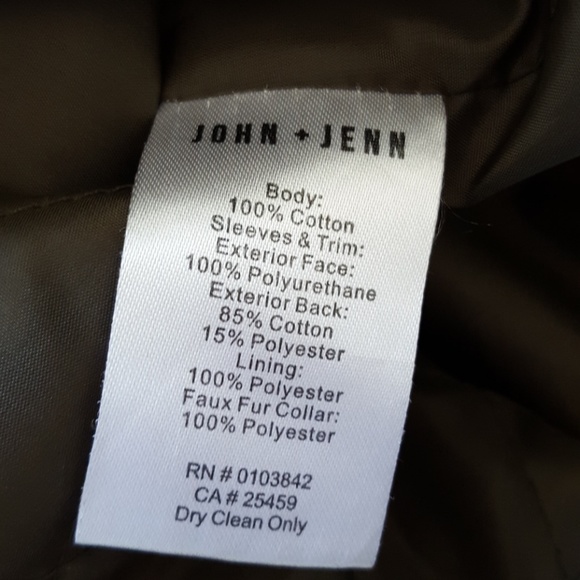 JOHN + JENN
Body:
100% Cotton
Sleeves & Trim:
Exterior Face:
100% Polyurethane
Exterior Back:
85% Cotton
15% Polyester
Lining:
100% Polyester
Faux Fur Collar:
100% Polyester
RN # 0103842
CA # 25459
Dry Clean Only